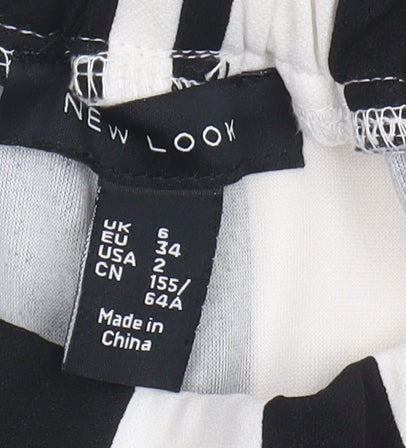 NEW LOOK
UK 6
EU 34
USA 2
CN 155/
64A
Made in
China